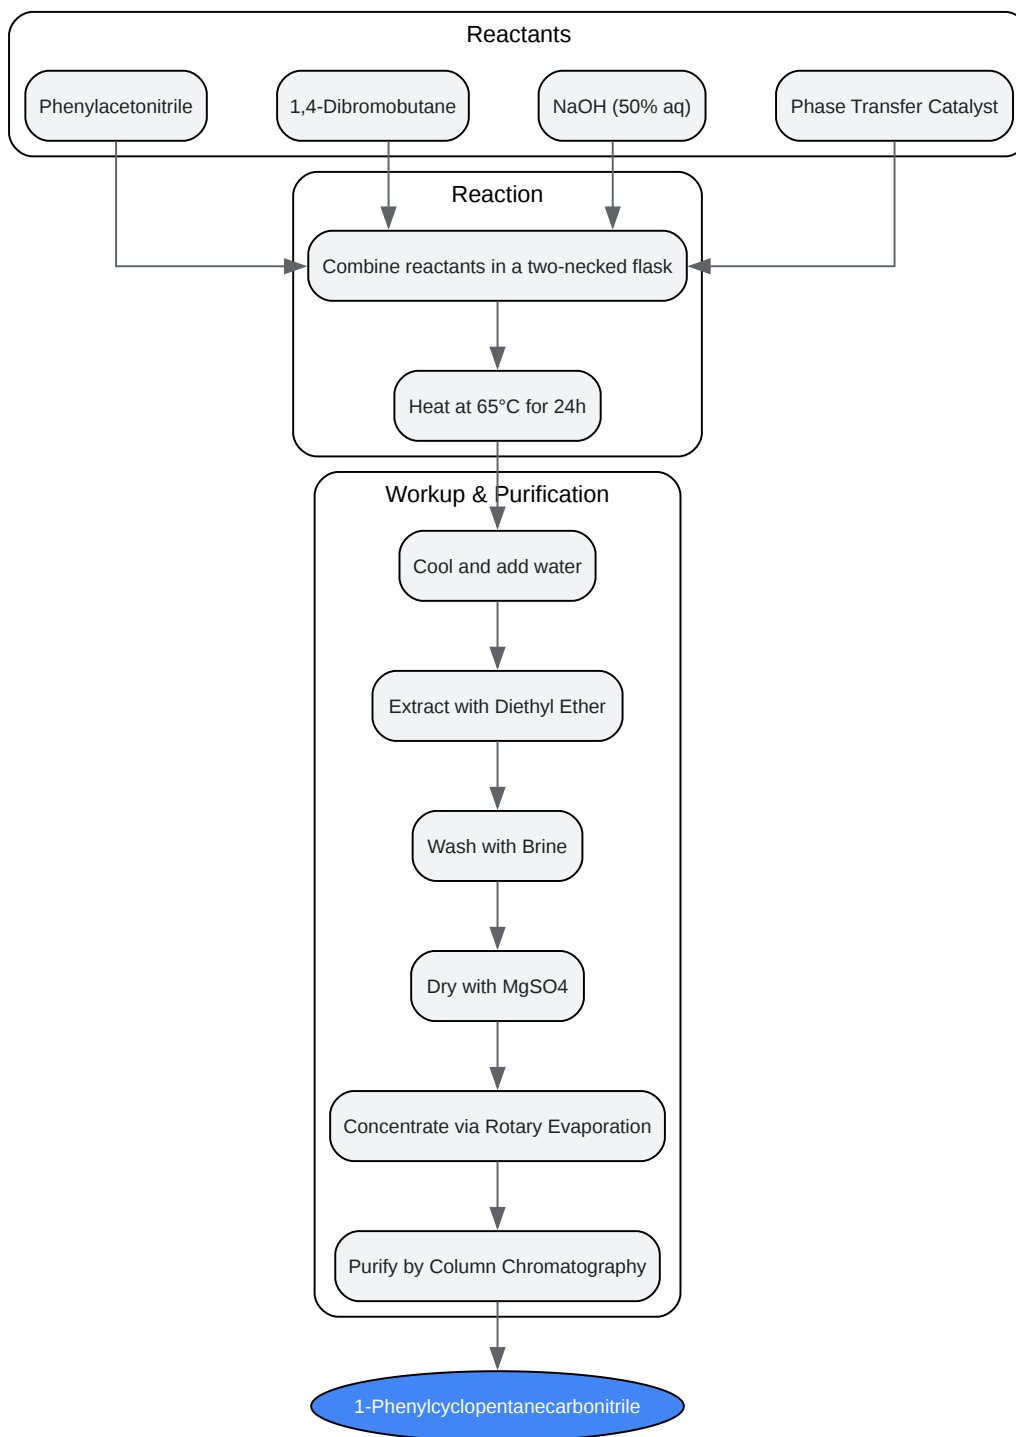 Reactants
Phenylacetonitrile
1,4-Dibromobutane
NaOH (50% aq)
Phase Transfer Catalyst
Reaction
Combine reactants in a two-necked flask
Heat at 65°C for 24h
Workup & Purification
Cool and add water
Extract with Diethyl Ether
Wash with Brine
Dry with MgSO4
Concentrate via Rotary Evaporation
Purify by Column Chromatography
1-Phenylcyclopentanecarbonitrile